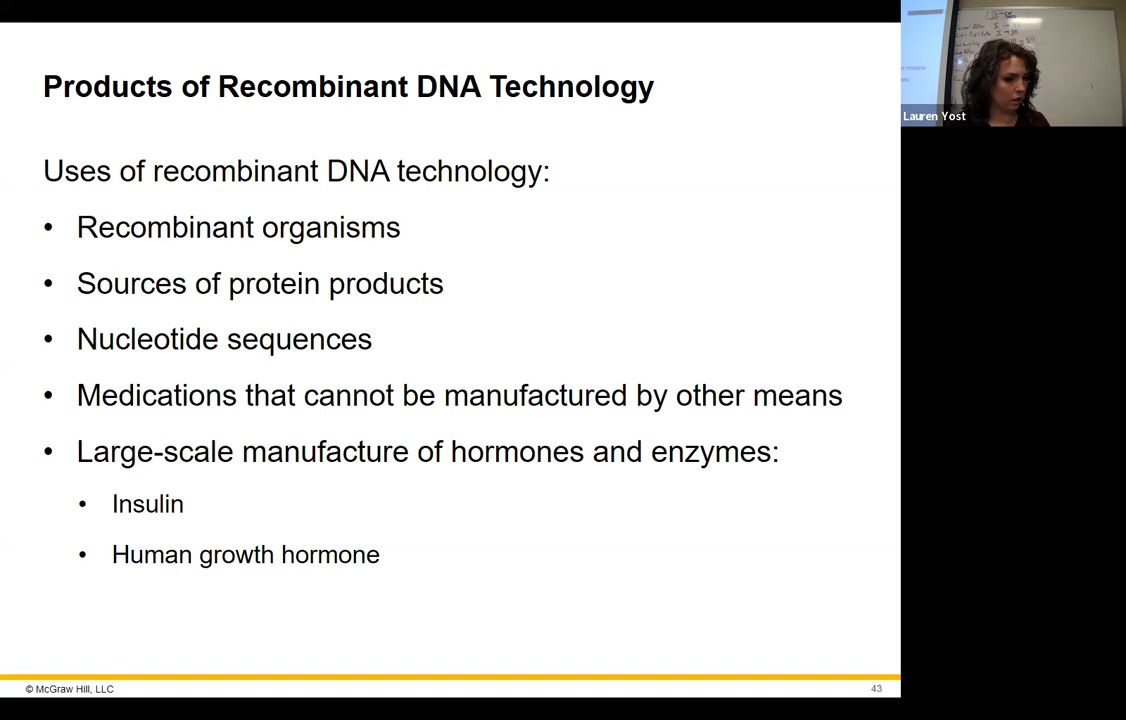 Products of Recombinant DNA Technology
Uses of recombinant DNA technology:
• Recombinant organisms
• Sources of protein products
• Nucleotide sequences
• Medications that cannot be manufactured by other means
• Large-scale manufacture of hormones and enzymes:
• Insulin
• Human growth hormone
© McGraw Hill, LLC
43
Lauren Yost